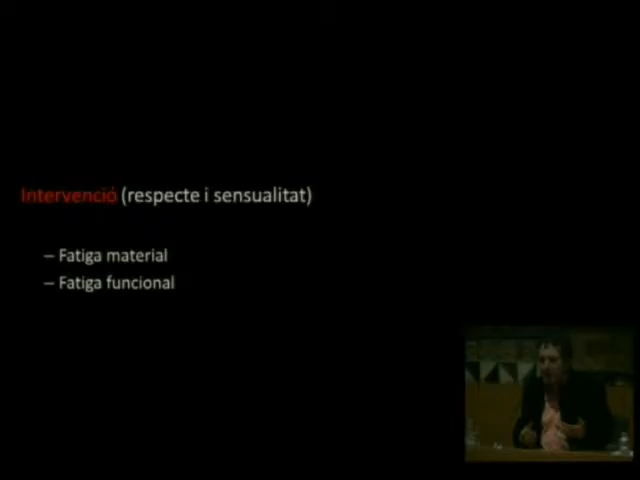 Intervenció (respecte i sensualitat)
– Fatiga material
– Fatiga funcional